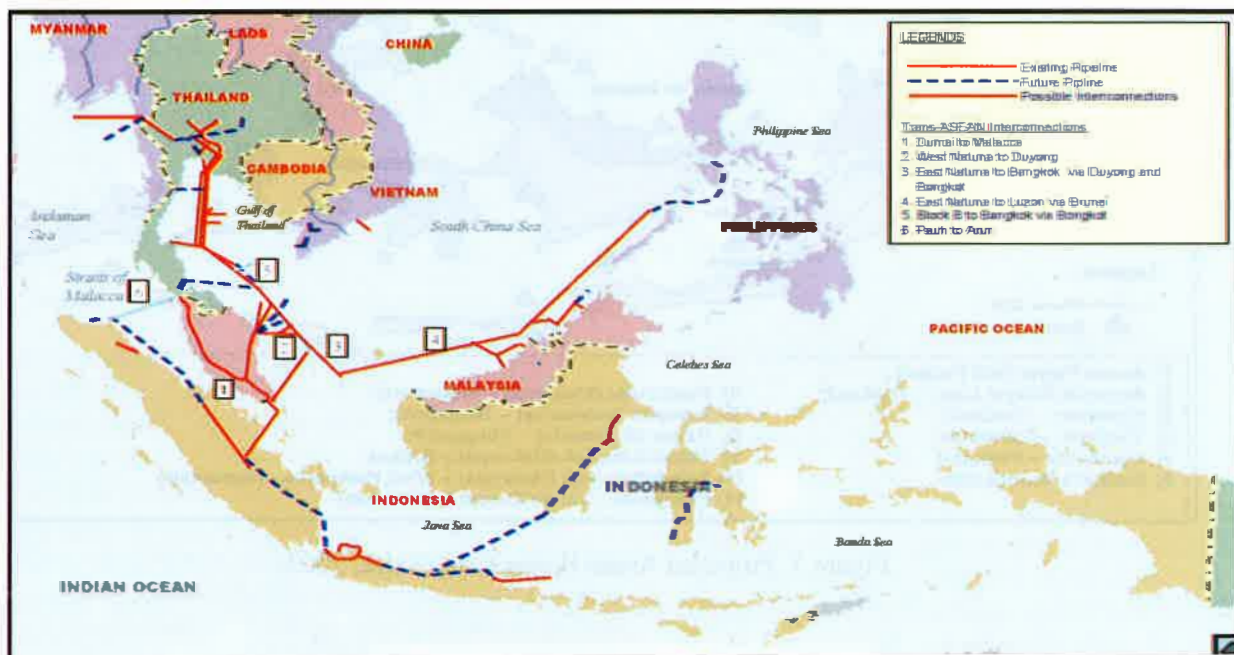 MYANMAR
LAOS
CHINA
THAILAND
CAMBODIA
VIETNAM
Philippine Sea
Andaman
Sea
Gulf of
Thailand
South China Sea
PHILIPPINES
Straits of
Malacca
5
2
3
4
1
MALAYSIA
Celebes Sea
PACIFIC OCEAN
INDONESIA
INDONESIA
Java Sea
Banda Sea
INDIAN OCEAN
LEGENDS
Existing Pipeline
Future Pipline
Possible Interconnections
Trans-ASEAN Interconnections
1. Dumai to Malacca
2. West Natuna to Duyong
3. East Natuna to Bangkok via Duyong and
Bongkot
4. East Natuna to Luzon via Brunei
5. Block B to Bangkok via Bongkot
6. Pauh to Arun